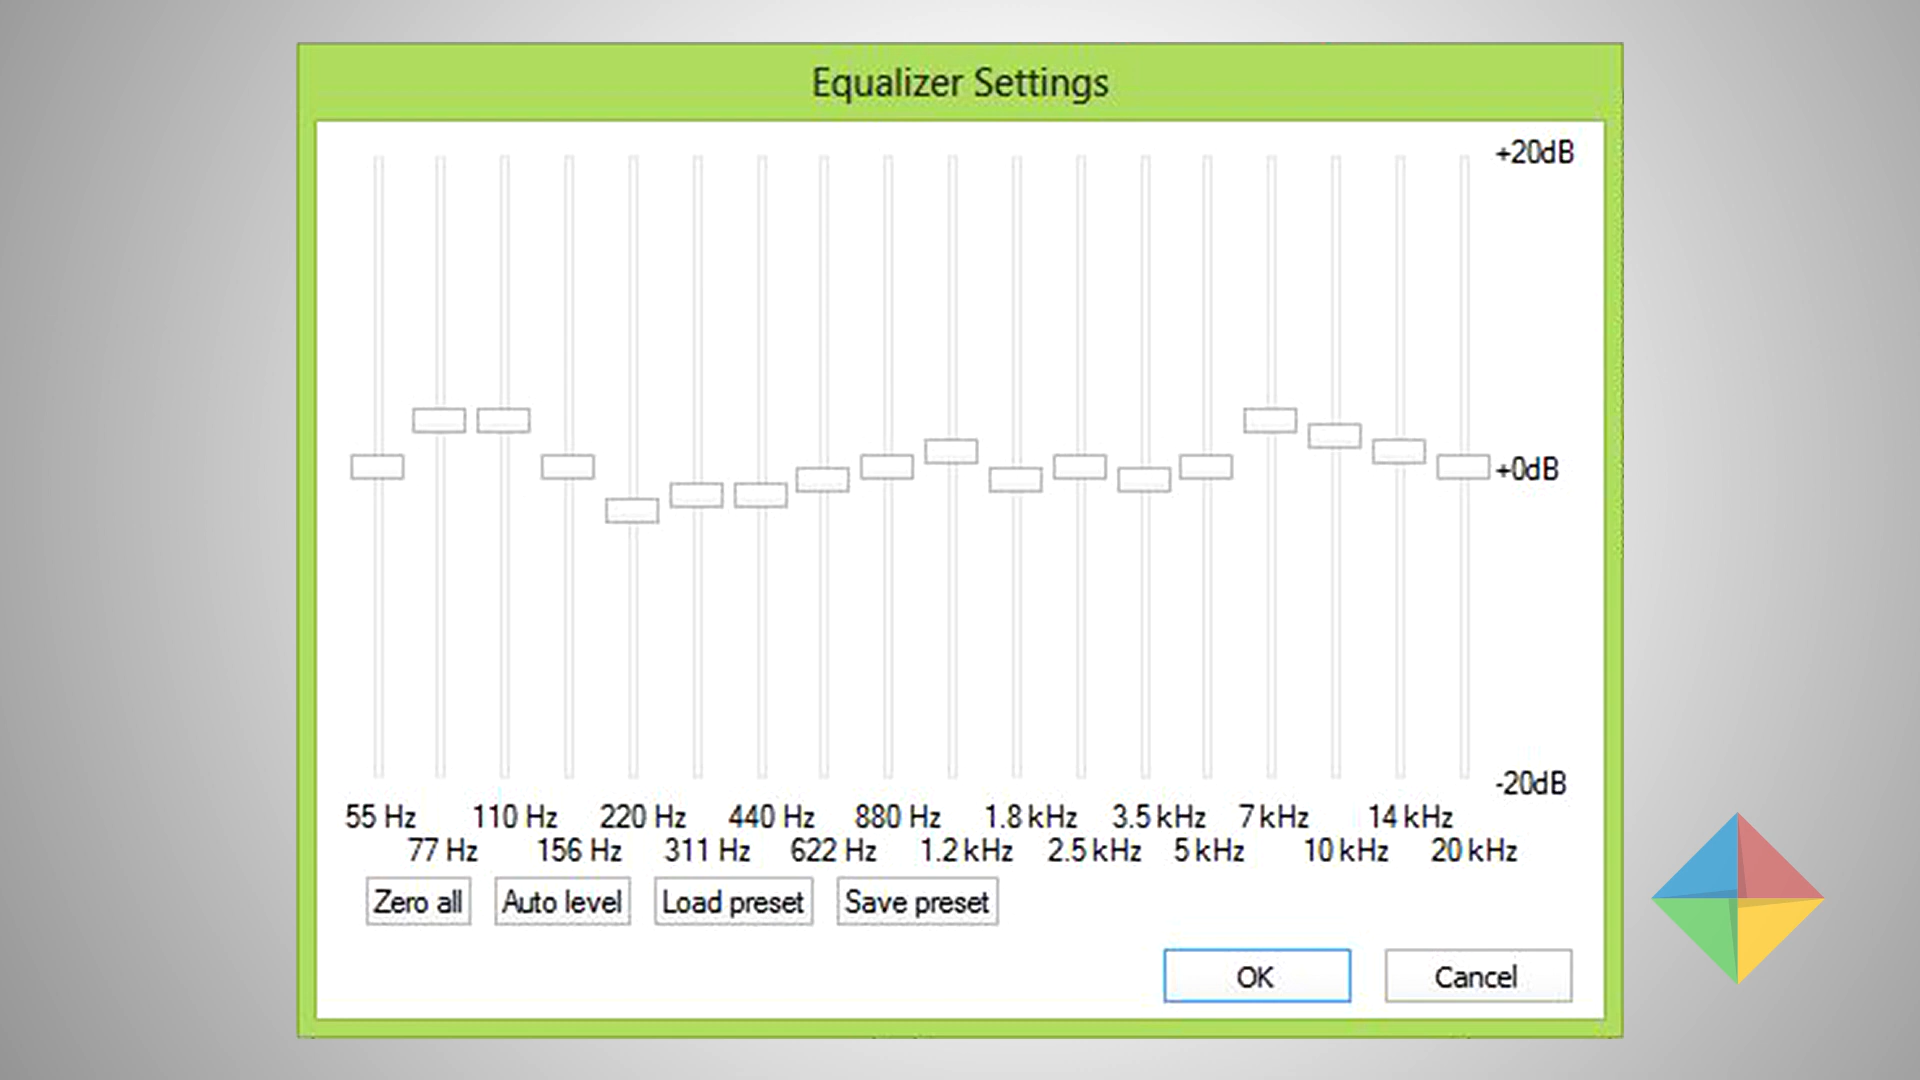 Equalizer Settings
+20dB
+0dB
-20dB
55 Hz 110 Hz 220 Hz 440 Hz 880 Hz 1.8 kHz 3.5 kHz 7 kHz 14 kHz
77 Hz 156 Hz 311 Hz 622 Hz 1.2 kHz 2.5 kHz 5 kHz 10 kHz 20 kHz
Zero all Auto level Load preset Save preset
OK Cancel